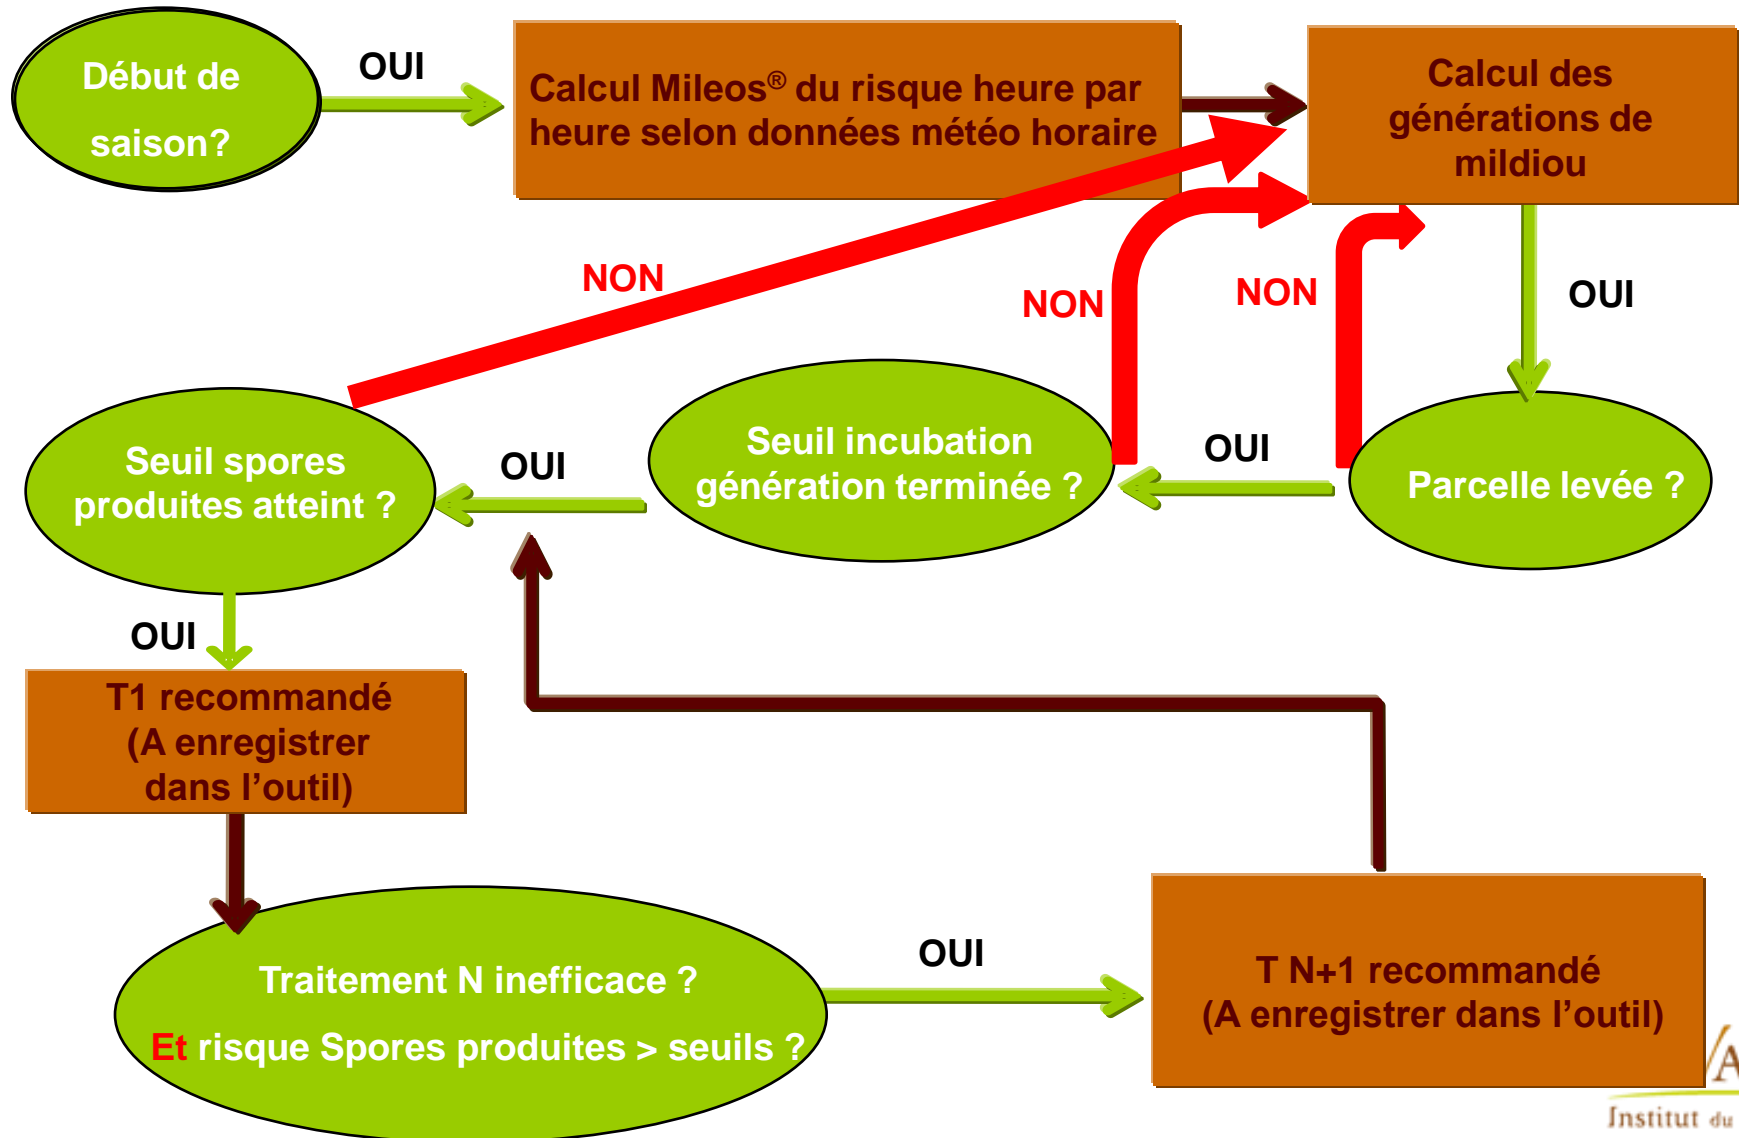 Début de
saison?
OUI
Calcul Mileos® du risque heure par
heure selon données météo horaire
Calcul des
générations de
mildiou
NON
NON
NON
OUI
Seuil spores
produites atteint ?
OUI
Seuil incubation
génération terminée ?
OUI
Parcelle levée ?
OUI
T1 recommandé
(A enregistrer
dans l’outil)
Traitement N inefficace ?
Et risque Spores produites > seuils ?
OUI
T N+1 recommandé
(A enregistrer dans l’outil)
Institut du